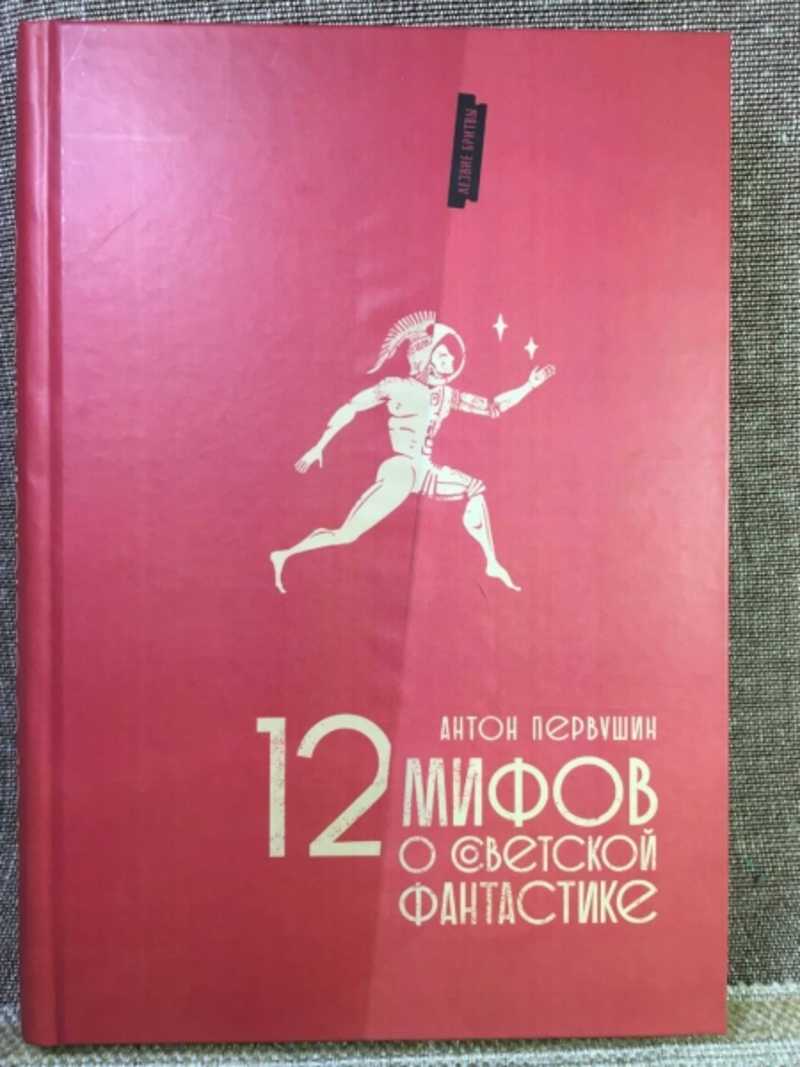 ЛЕЗВИЕ БРИТВЫ
АНТОН ПЕРВУШИН
12 МИФОВ
О СОВЕТСКОЙ
ФАНТАСТИКЕ